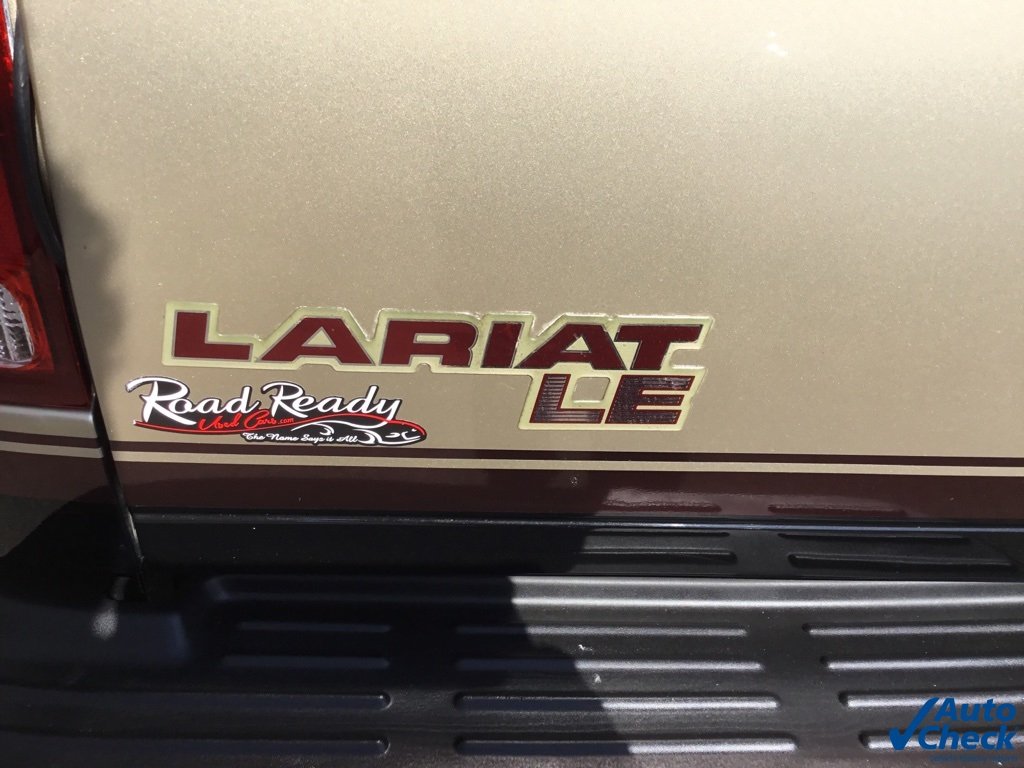 LARIAT
LE
Road Ready
Used Cars.com
The Name Says it All
Auto
Check